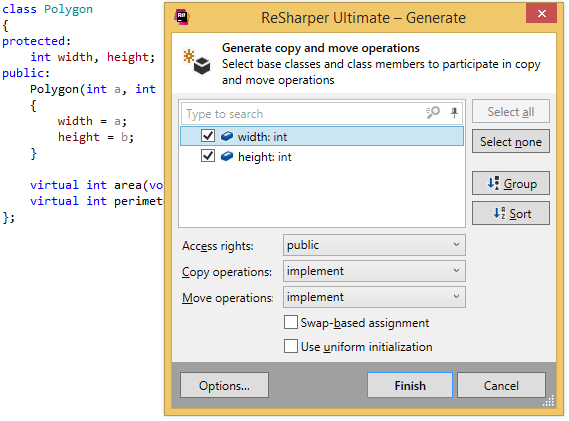 class Polygon
{
protected:
int width, height;
public:
Polygon(int a, int
{
width = a;
height = b;
}
virtual int area(vo
virtual int perimet
};
ReSharper Ultimate – Generate
Generate copy and move operations
Select base classes and class members to participate in copy
and move operations
Type to search
width: int
height: int
Select all
Select none
Group
Sort
Access rights: public
Copy operations: implement
Move operations: implement
Swap-based assignment
Use uniform initialization
Options...
Finish
Cancel